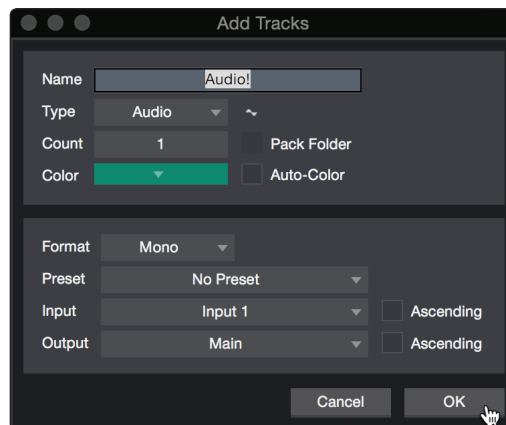 Add Tracks
Name Audio!
Type Audio
Count 1 Pack Folder
Color Auto-Color
Format Mono
Preset No Preset
Input Input 1 Ascending
Output Main Ascending
Cancel OK